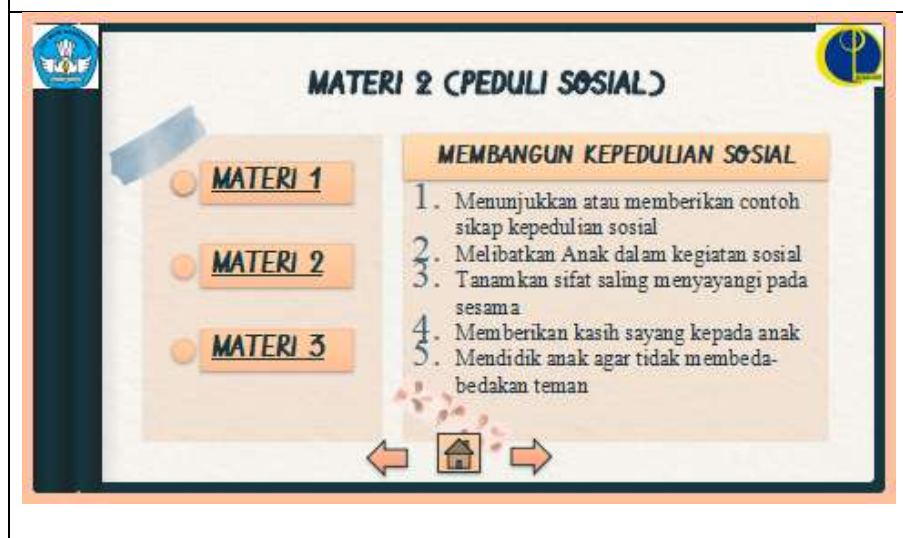 MATERI 2 (PEDULI SOSIAL)
MATERI 1
MATERI 2
MATERI 3
MEMBANGUN KEPEDULIAN SOSIAL
1. Menunjukkan atau memberikan contoh
sikap kepedulian sosial
2. Melibatkan Anak dalam kegiatan sosial
3. Tanamkan sifat saling menyayangi pada
sesama
4. Memberikan kasih sayang kepada anak
5. Mendidik anak agar tidak membeda-
bedakan teman